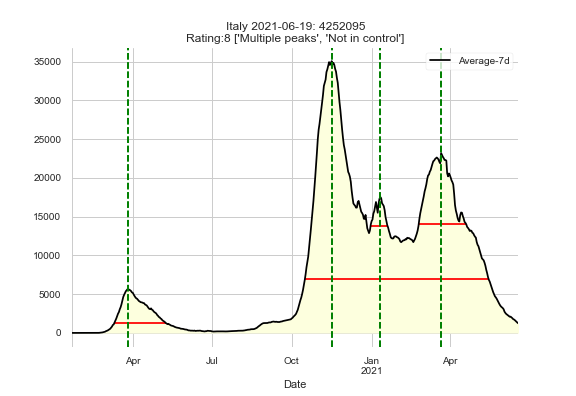 Italy 2021-06-19: 4252095
Rating:8 ['Multiple peaks', 'Not in control']
Average-7d
35000
30000
25000
20000
15000
10000
5000
0
Apr
Jul
Oct
Jan
2021
Apr
Date